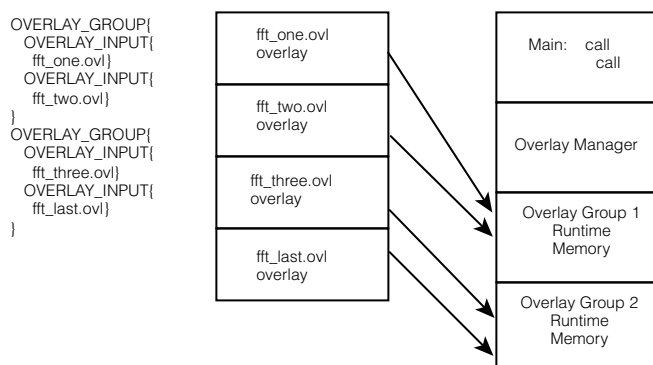 OVERLAY_GROUP{
OVERLAY_INPUT{
fft_one.ovl}
OVERLAY_INPUT{
fft_two.ovl}
}
OVERLAY_GROUP{
OVERLAY_INPUT{
fft_three.ovl}
OVERLAY_INPUT{
fft_last.ovl}
}
fft_one.ovl
overlay
fft_two.ovl
overlay
fft_three.ovl
overlay
fft_last.ovl
overlay
Main: call
call
Overlay Manager
Overlay Group 1
Runtime
Memory
Overlay Group 2
Runtime
Memory